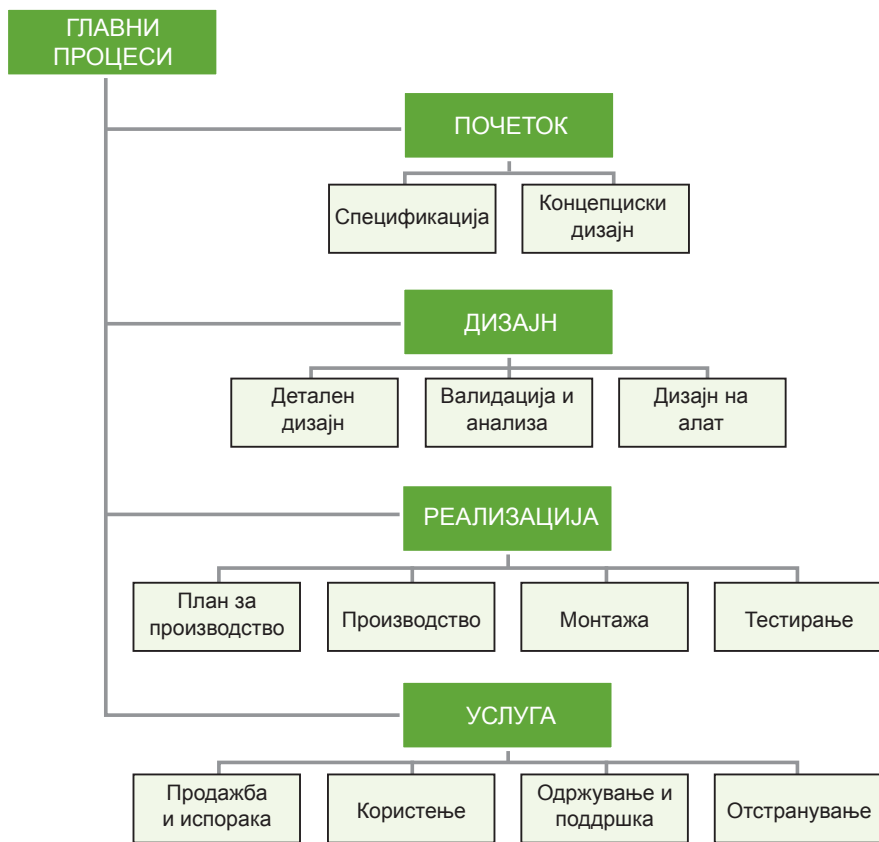 ГЛАВНИ
ПРОЦЕСИ
ПОЧЕТОК
Спецификација
Концепциски
дизајн
ДИЗАЈН
Детален
дизајн
Валидација и
анализа
Дизајн на
алат
РЕАЛИЗАЦИЈА
План за
производство
Производство
Монтажа
Тестирање
УСЛУГА
Продажба
и испорака
Користење
Одржување и
поддршка
Отстранување